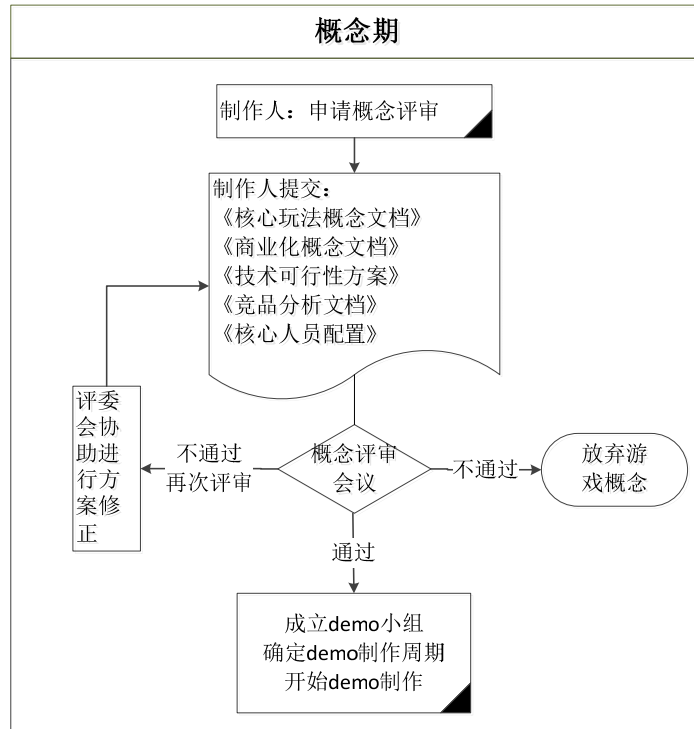 概念期
制作人：申请概念评审
制作人提交：
《核心玩法概念文档》
《商业化概念文档》
《技术可行性方案》
《竞品分析文档》
《核心人员配置》
评委
会协
助进
行方
案修
正
不通过
再次评审
概念评审
会议
不通过
放弃游
戏概念
通过
成立demo小组
确定demo制作周期
开始demo制作